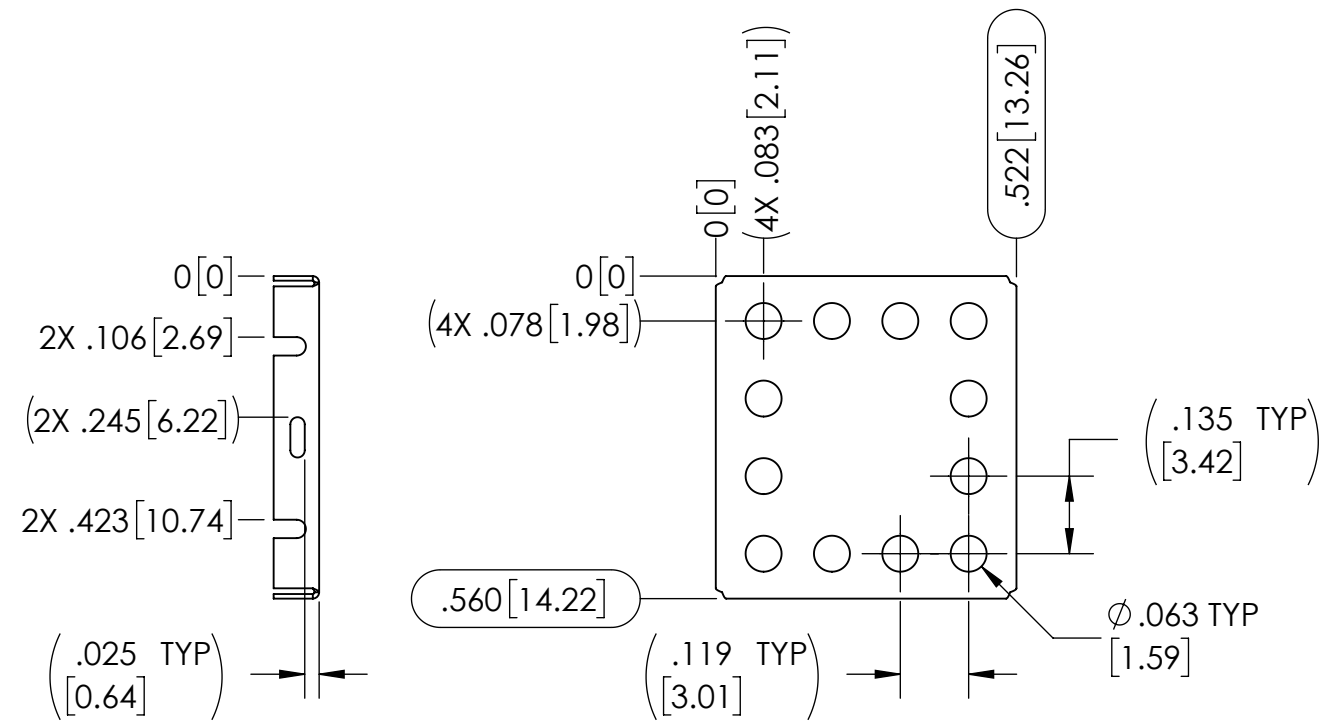 (4X .083[2.11])
0[0]
.522[13.26]
0[0]
2X .106[2.69]
(2X .245[6.22])
2X .423[10.74]
(.025 TYP
[0.64])
0[0]
(4X .078[1.98])
.560[14.22]
(.119 TYP
[3.01])
(.135 TYP
[3.42])
∅.063 TYP
[1.59]